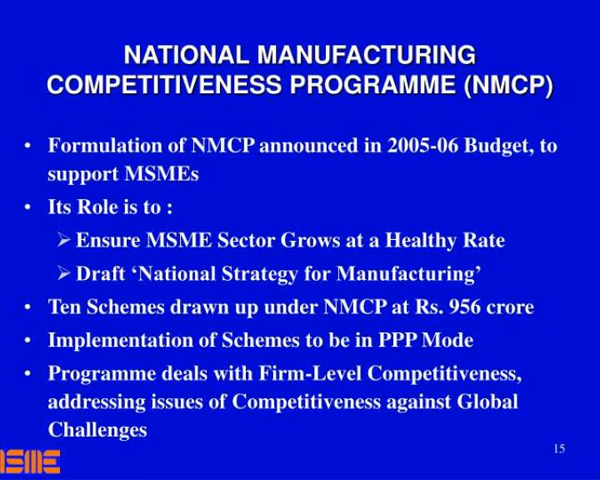 NATIONAL MANUFACTURING
COMPETITIVENESS PROGRAMME (NMCP)
• Formulation of NMCP announced in 2005-06 Budget, to
support MSMEs
• Its Role is to :
➢ Ensure MSME Sector Grows at a Healthy Rate
➢ Draft ‘National Strategy for Manufacturing’
• Ten Schemes drawn up under NMCP at Rs. 956 crore
• Implementation of Schemes to be in PPP Mode
• Programme deals with Firm-Level Competitiveness,
addressing issues of Competitiveness against Global
Challenges
15